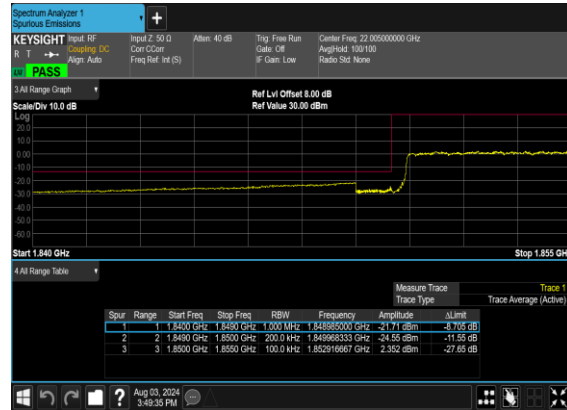 Spectrum Analyzer 1
Spurious Emissions
KEYSIGHT Input: RF Input Z: 50 Ω Atten: 40 dB Trig: Free Run Center Freq: 22.005000000 GHz
R T Coupling: DC Corr CCorr Gate: Off Avg|Hold: 100/100
Align: Auto Freq Ref: Int (S) IF Gain: Low Radio Std: None
PASS
3 All Range Graph
Ref Lvl Offset 8.00 dB
Scale/Div 10.0 dB Ref Value 30.00 dBm
Log
20.0
10.0
0.00
-10.0
-20.0
-30.0
-40.0
-50.0
-60.0
Start 1.840 GHz Stop 1.855 GH
4 All Range Table
Measure Trace Trace 1
Trace Type Trace Average (Active)
Spur Range Start Freq Stop Freq RBW Frequency Amplitude ΔLimit
1 1 1.8400 GHz 1.8490 GHz 1.000 MHz 1.848985000 GHz -21.71 dBm -8.705 dB
2 2 1.8490 GHz 1.8500 GHz 200.0 kHz 1.849968333 GHz -24.55 dBm -11.55 dB
3 3 1.8500 GHz 1.8550 GHz 100.0 kHz 1.852916667 GHz 2.352 dBm -27.65 dB
? Aug 03, 2024
3:49:35 PM